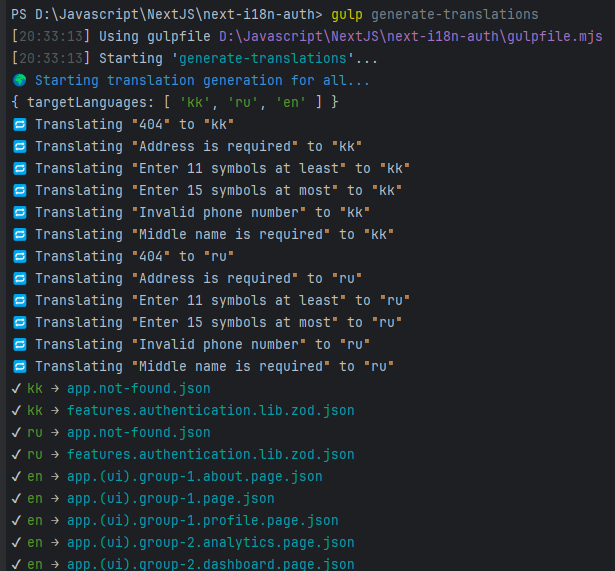 PS D:\Javascript\NextJS\next-i18n-auth> gulp generate-translations
[20:33:13] Using gulpfile D:\Javascript\NextJS\next-i18n-auth\gulpfile.mjs
[20:33:13] Starting 'generate-translations'...
🌍 Starting translation generation for all...
{ targetLanguages: [ 'kk', 'ru', 'en' ] }
🔁 Translating "404" to "kk"
🔁 Translating "Address is required" to "kk"
🔁 Translating "Enter 11 symbols at least" to "kk"
🔁 Translating "Enter 15 symbols at most" to "kk"
🔁 Translating "Invalid phone number" to "kk"
🔁 Translating "Middle name is required" to "kk"
🔁 Translating "404" to "ru"
🔁 Translating "Address is required" to "ru"
🔁 Translating "Enter 11 symbols at least" to "ru"
🔁 Translating "Enter 15 symbols at most" to "ru"
🔁 Translating "Invalid phone number" to "ru"
🔁 Translating "Middle name is required" to "ru"
✓ kk → app.not-found.json
✓ kk → features.authentication.lib.zod.json
✓ ru → app.not-found.json
✓ ru → features.authentication.lib.zod.json
✓ en → app.(ui).group-1.about.page.json
✓ en → app.(ui).group-1.page.json
✓ en → app.(ui).group-1.profile.page.json
✓ en → app.(ui).group-2.analytics.page.json
✓ en → app.(ui).group-2.dashboard.page.json